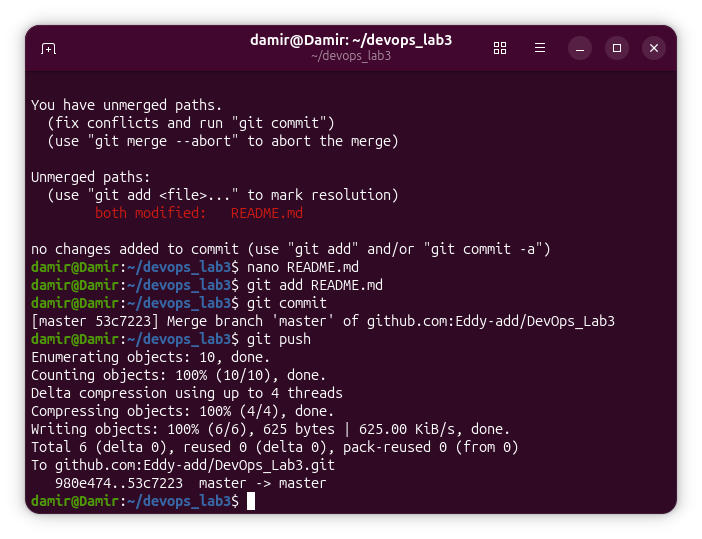 damir@Damir: ~/devops_lab3
~/devops_lab3
You have unmerged paths.
  (fix conflicts and run "git commit")
  (use "git merge --abort" to abort the merge)
Unmerged paths:
  (use "git add <file>..." to mark resolution)
        both modified:   README.md
no changes added to commit (use "git add" and/or "git commit -a")
damir@Damir:~/devops_lab3$ nano README.md
damir@Damir:~/devops_lab3$ git add README.md
damir@Damir:~/devops_lab3$ git commit
[master 53c7223] Merge branch 'master' of github.com:Eddy-add/DevOps_Lab3
damir@Damir:~/devops_lab3$ git push
Enumerating objects: 10, done.
Counting objects: 100% (10/10), done.
Delta compression using up to 4 threads
Compressing objects: 100% (4/4), done.
Writing objects: 100% (6/6), 625 bytes | 625.00 KiB/s, done.
Total 6 (delta 0), reused 0 (delta 0), pack-reused 0 (from 0)
To github.com:Eddy-add/DevOps_Lab3.git
   980e474..53c7223  master -> master
damir@Damir:~/devops_lab3$